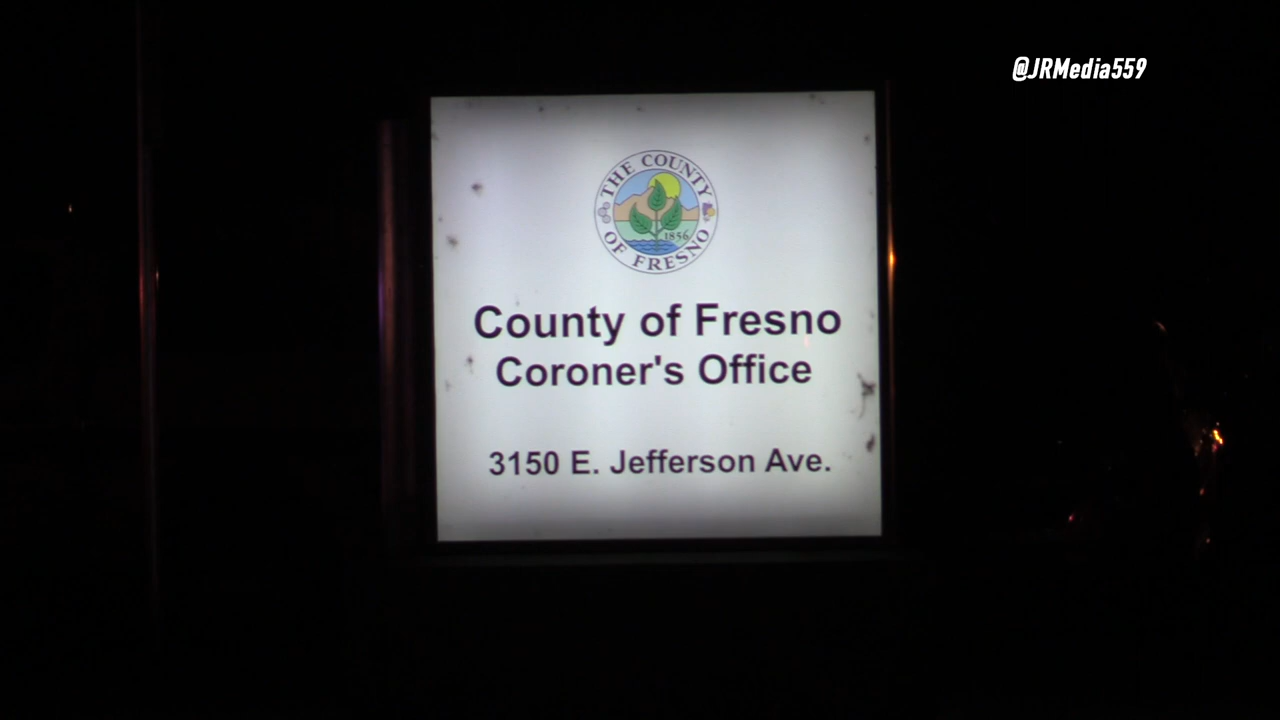 @JRMedia559
THE COUNTY
OF FRESNO
1856
County of Fresno
Coroner's Office
3150 E. Jefferson Ave.